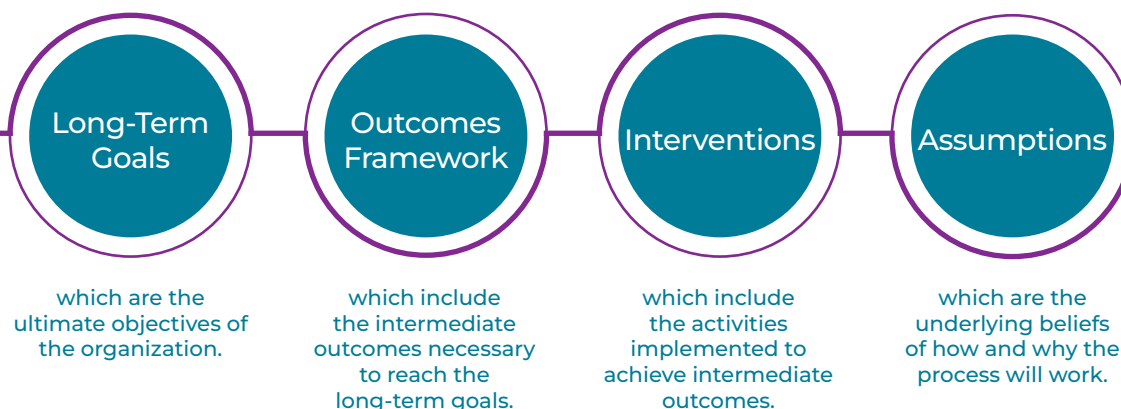 Long-Term
Goals
which are the
ultimate objectives of
the organization.
Outcomes
Framework
which include
the intermediate
outcomes necessary
to reach the
long-term goals.
Interventions
which include
the activities
implemented to
achieve intermediate
outcomes.
Assumptions
which are the
underlying beliefs
of how and why the
process will work.